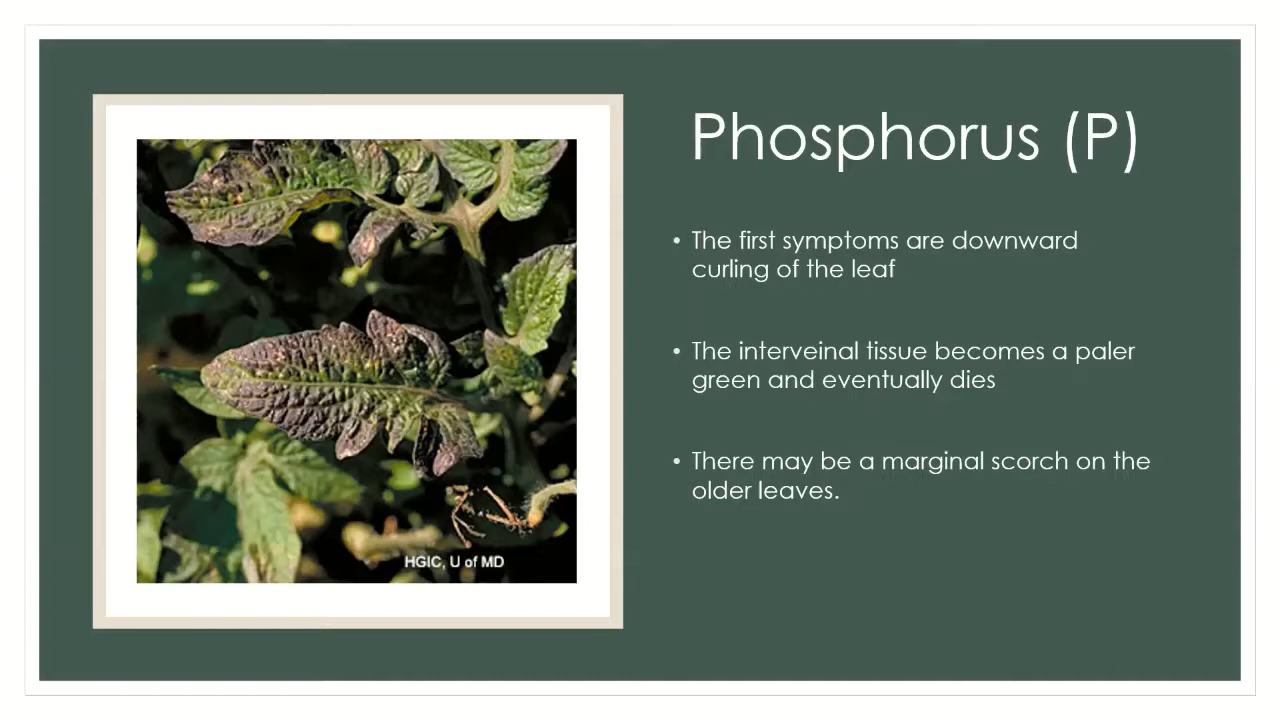 Phosphorus (P)
• The first symptoms are downward
curling of the leaf
• The interveinal tissue becomes a paler
green and eventually dies
• There may be a marginal scorch on the
older leaves.
HGIC, U of MD